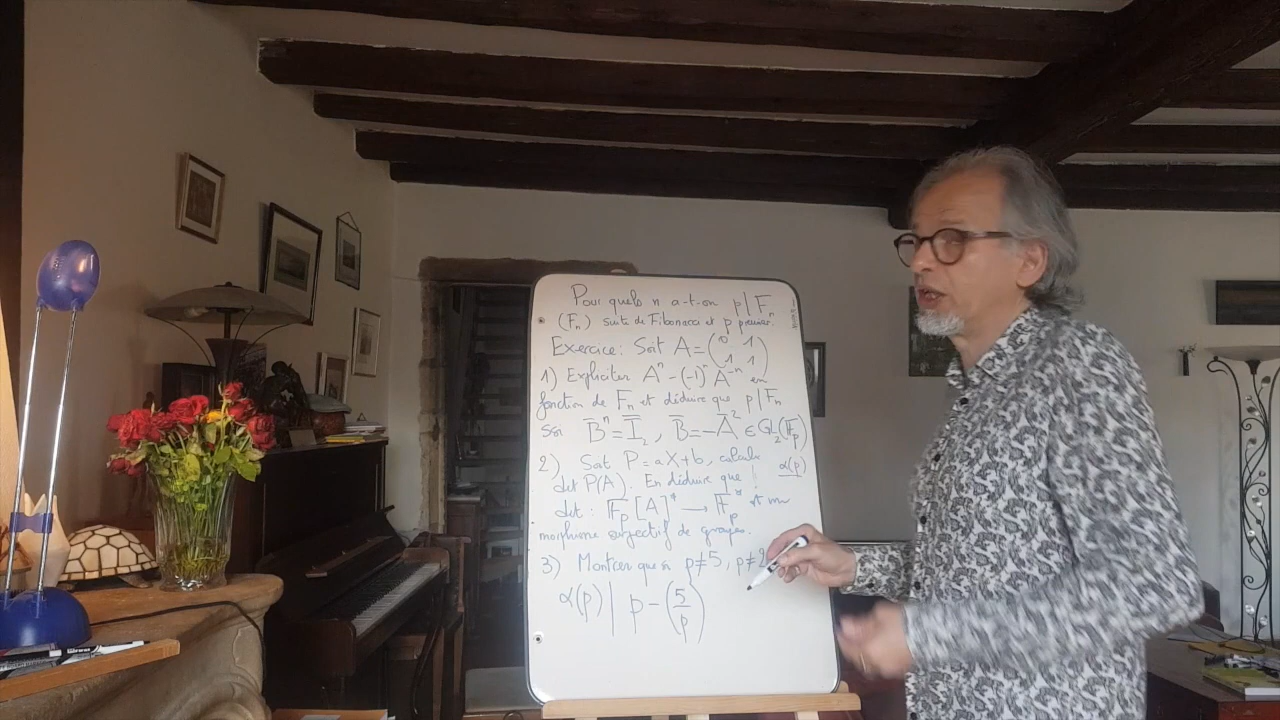 Pour quels n a-t-on p | Fₙ
(Fₙ) suite de Fibonacci et p premier.
Exercice : Soit A = (0 1 / 1 1)
1) Expliciter Aⁿ - (-1)ⁿ A⁻ⁿ en
fonction de Fₙ et déduire que p | Fₙ
ssi B̄ⁿ = Ī₂, B̄ = -Ā² ∈ GL₂(𝔽ₚ)
2) Soit P = aX+b, calculer α(p)
det P(A). En déduire que
det : 𝔽ₚ[A]* → 𝔽ₚ* est un
morphisme surjectif de groupes.
3) Montrer que si p≠5, p≠2
α(p) | p - (5/p)